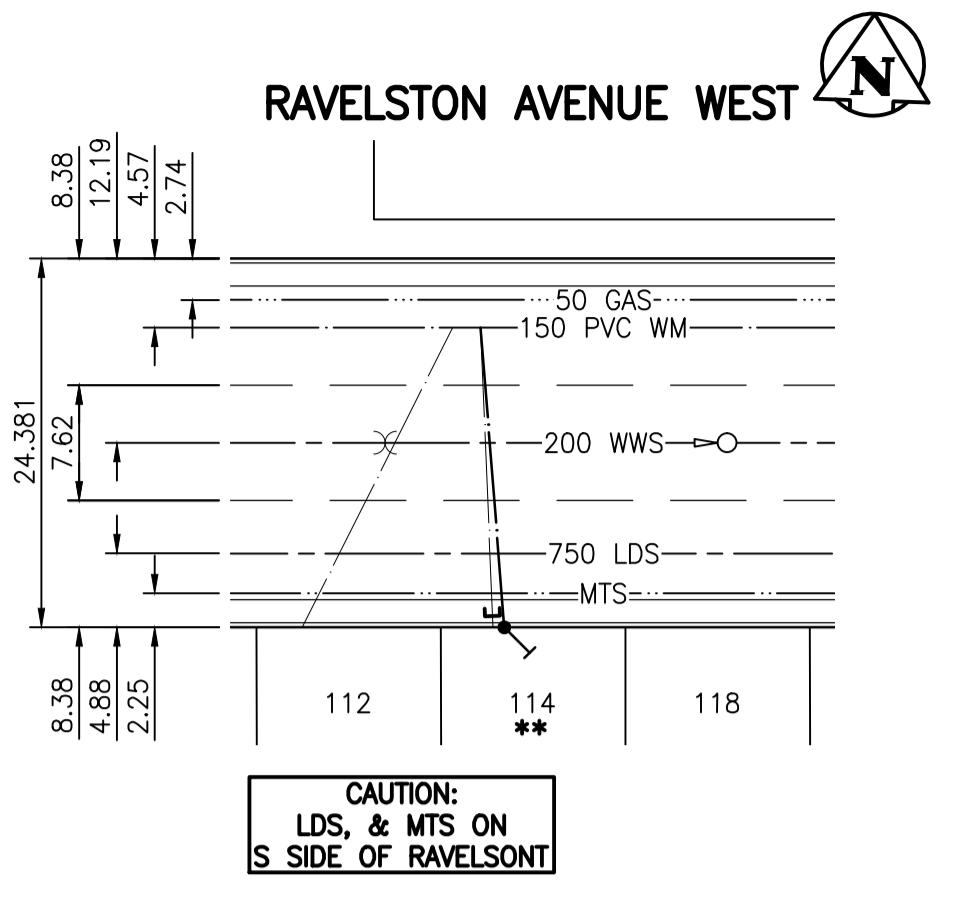 N
RAVELSTON AVENUE WEST
8.38
12.19
4.57
2.74
50 GAS
150 PVC WM
24.381
7.62
200 WWS
750 LDS
MTS
8.38
4.88
2.25
112
114
118
**
CAUTION:
LDS, & MTS ON
S SIDE OF RAVELSONT